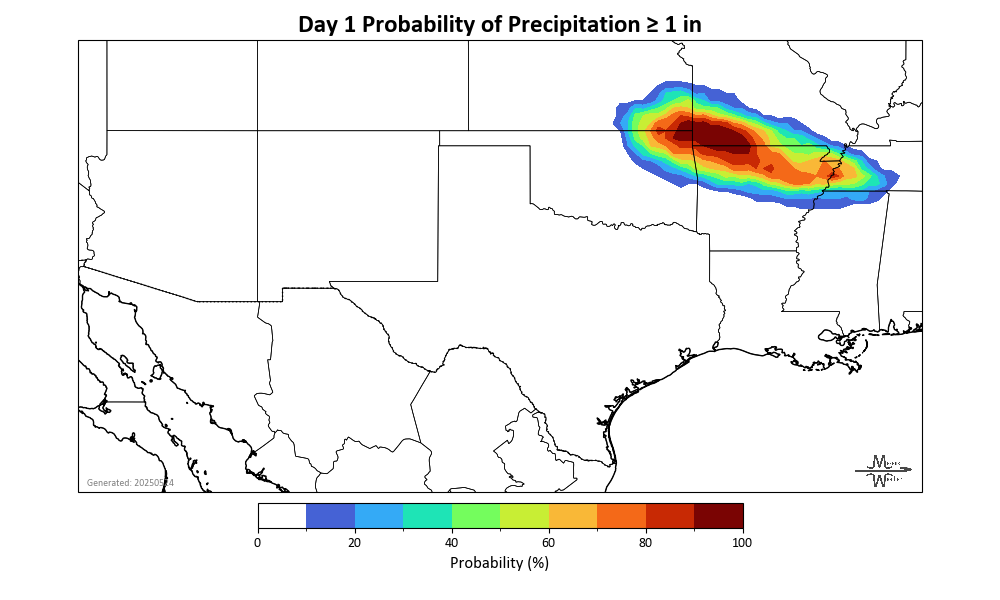 Day 1 Probability of Precipitation ≥ 1 in
0 20 40 60 80 100
Probability (%)